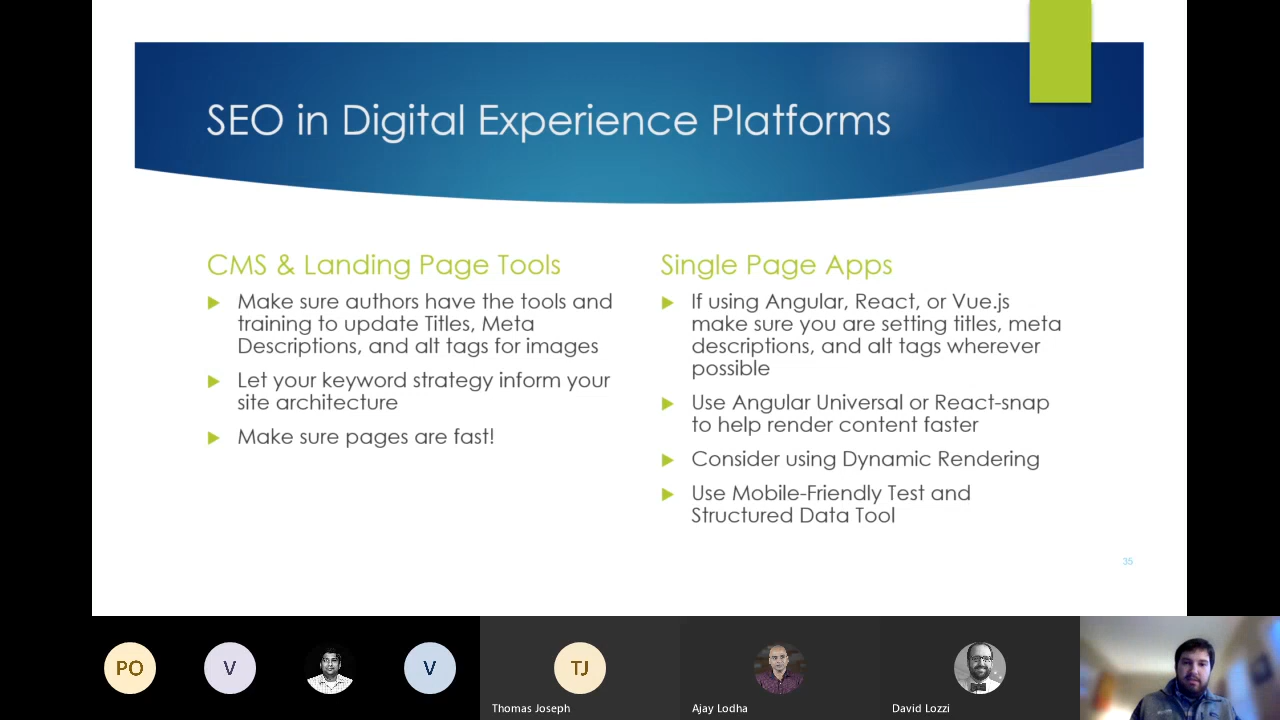 SEO in Digital Experience Platforms
CMS & Landing Page Tools
Make sure authors have the tools and
training to update Titles, Meta
Descriptions, and alt tags for images
Let your keyword strategy inform your
site architecture
Make sure pages are fast!
Single Page Apps
If using Angular, React, or Vue.js
make sure you are setting titles, meta
descriptions, and alt tags wherever
possible
Use Angular Universal or React-snap
to help render content faster
Consider using Dynamic Rendering
Use Mobile-Friendly Test and
Structured Data Tool
35
PO
V
V
TJ
Thomas Joseph
Ajay Lodha
David Lozzi